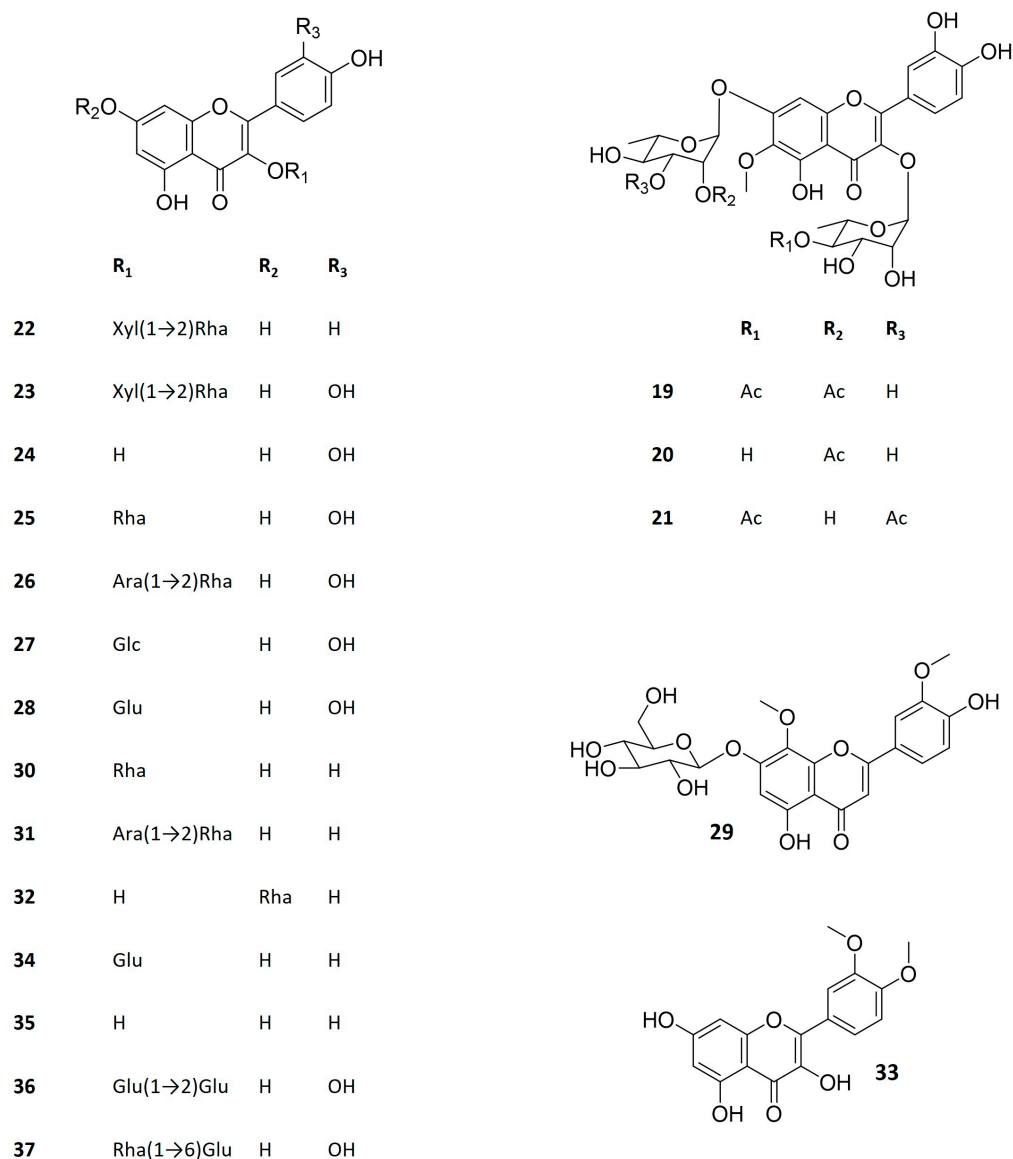 R3
OH
R2O
O
OR1
OH
O
R1 R2 R3
22 Xyl(1→2)Rha H H
23 Xyl(1→2)Rha H OH
24 H H OH
25 Rha H OH
26 Ara(1→2)Rha H OH
27 Glc H OH
28 Glu H OH
30 Rha H H
31 Ara(1→2)Rha H H
32 H Rha H
34 Glu H H
35 H H H
36 Glu(1→2)Glu H OH
37 Rha(1→6)Glu H OH
OH
OH
O
O
O
HO
R3O
OR2
O
OH
O
O
O
R1O
HO
OH
R1 R2 R3
19 Ac Ac H
20 H Ac H
21 Ac H Ac
O
OH
OH
O
HO
O
O
O
HO
OH
OH
O
29
O
O
HO
O
OH
OH
O
33